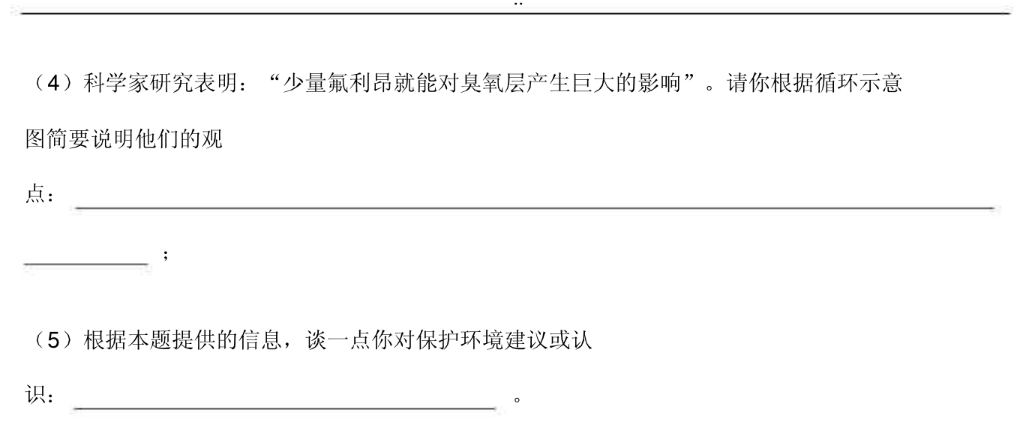 （4）科学家研究表明：“少量氟利昂就能对臭氧层产生巨大的影响”。请你根据循环示意
图简要说明他们的观
点：
；
（5）根据本题提供的信息，谈一点你对保护环境建议或认
识： 。